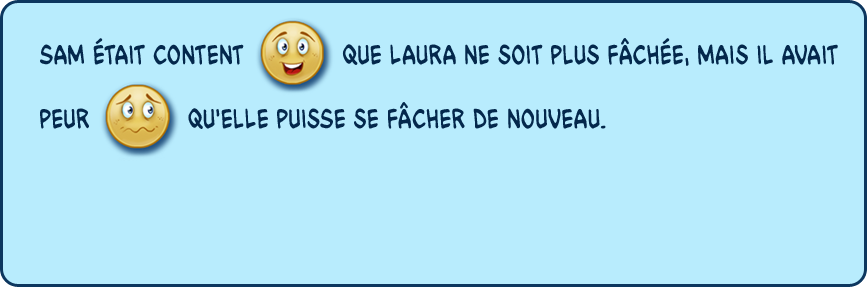 SAM ÉTAIT CONTENT QUE LAURA NE SOIT PLUS FÂCHÉE, MAIS IL AVAIT
PEUR QU'ELLE PUISSE SE FÂCHER DE NOUVEAU.